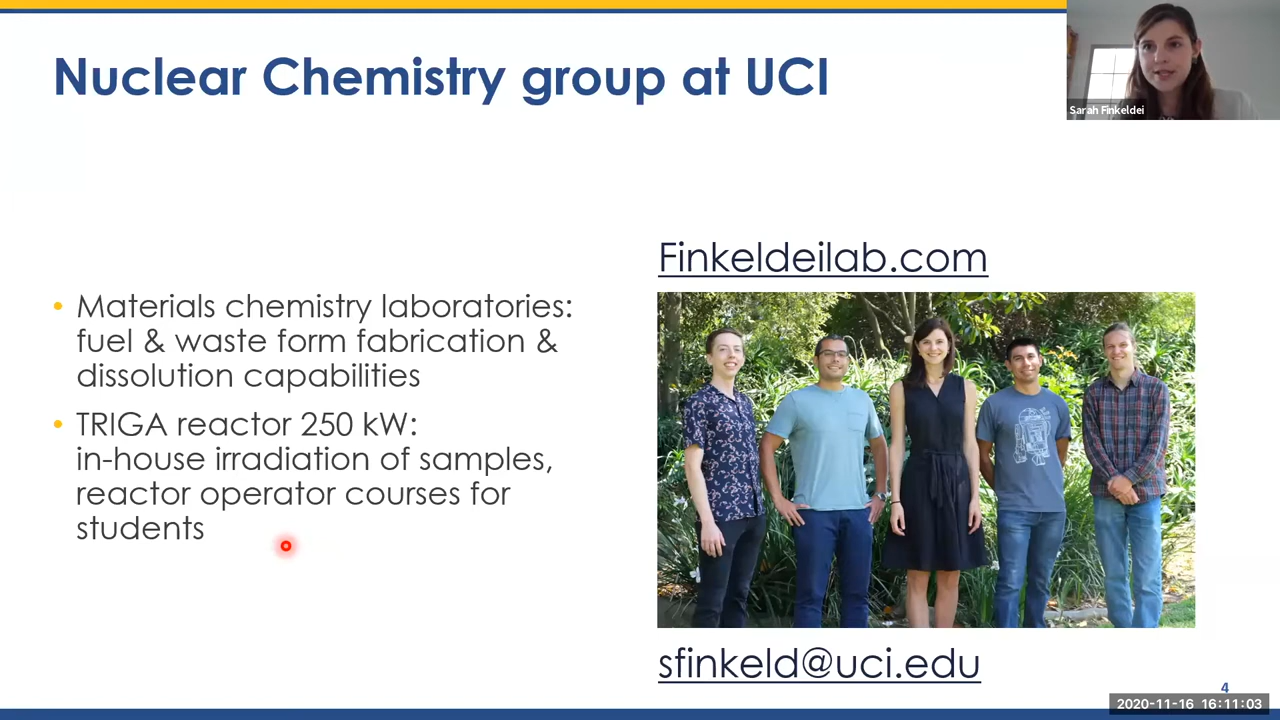 Nuclear Chemistry group at UCI
Sarah Finkeldei
Finkeldeilab.com
• Materials chemistry laboratories:
fuel & waste form fabrication &
dissolution capabilities
• TRIGA reactor 250 kW:
in-house irradiation of samples,
reactor operator courses for
students
sfinkeld@uci.edu
4
2020-11-16 16:11:03